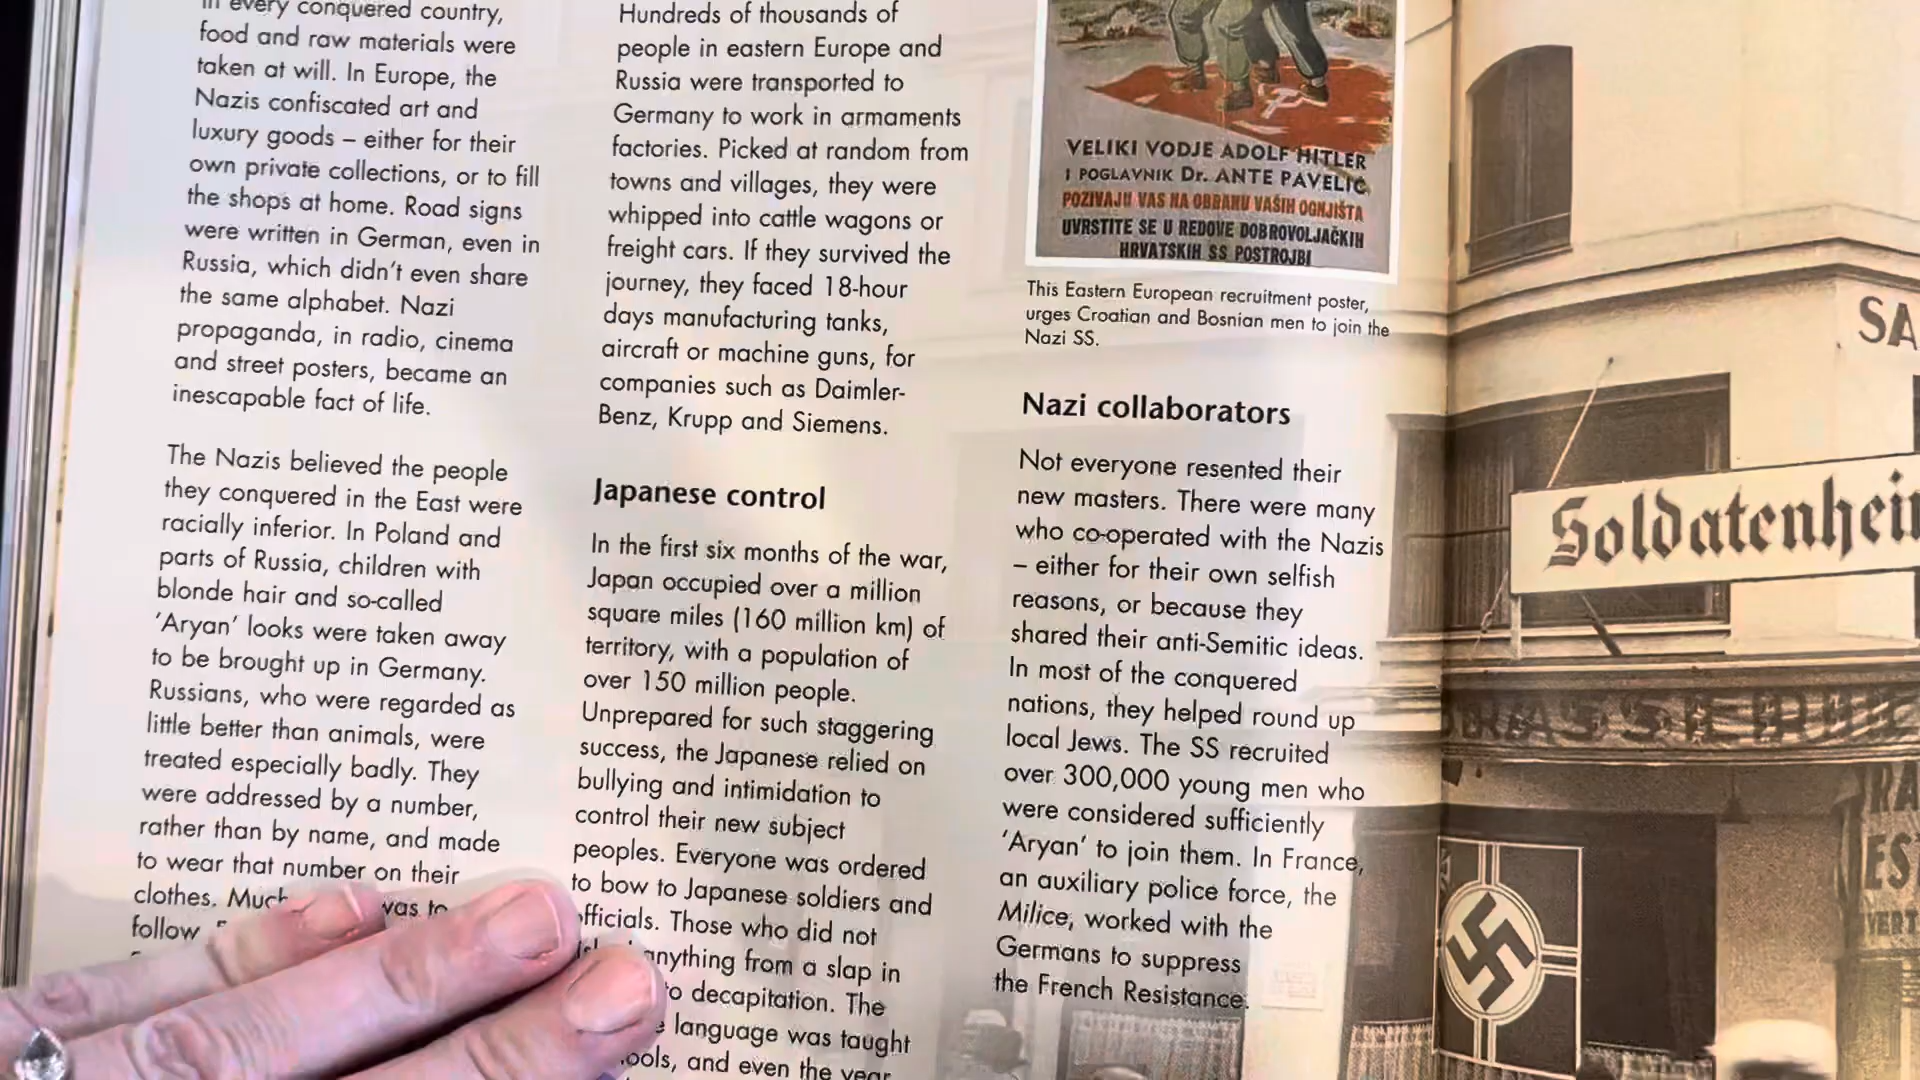 In every conquered country,
food and raw materials were
taken at will. In Europe, the
Nazis confiscated art and
luxury goods – either for their
own private collections, or to fill
the shops at home. Road signs
were written in German, even in
Russia, which didn't even share
the same alphabet. Nazi
propaganda, in radio, cinema
and street posters, became an
inescapable fact of life.
The Nazis believed the people
they conquered in the East were
racially inferior. In Poland and
parts of Russia, children with
blonde hair and so-called
'Aryan' looks were taken away
to be brought up in Germany.
Russians, who were regarded as
little better than animals, were
treated especially badly. They
were addressed by a number,
rather than by name, and made
to wear that number on their
clothes. Much was to
follow
Hundreds of thousands of
people in eastern Europe and
Russia were transported to
Germany to work in armaments
factories. Picked at random from
towns and villages, they were
whipped into cattle wagons or
freight cars. If they survived the
journey, they faced 18-hour
days manufacturing tanks,
aircraft or machine guns, for
companies such as Daimler-
Benz, Krupp and Siemens.
Japanese control
In the first six months of the war,
Japan occupied over a million
square miles (160 million km) of
territory, with a population of
over 150 million people.
Unprepared for such staggering
success, the Japanese relied on
bullying and intimidation to
control their new subject
peoples. Everyone was ordered
to bow to Japanese soldiers and
officials. Those who did not
anything from a slap in
to decapitation. The
language was taught
and even the year
VELIKI VODJE ADOLF HITLER
I POGLAVNIK Dr. ANTE PAVELIĆ
POZIVAJU VAS NA OBRANU VAŠIH OGNJIŠTA
UVRSTITE SE U REDOVE DOBROVOLJAČKIH
HRVATSKIH SS POSTROJBI
This Eastern European recruitment poster,
urges Croatian and Bosnian men to join the
Nazi SS.
Nazi collaborators
Not everyone resented their
new masters. There were many
who co-operated with the Nazis
– either for their own selfish
reasons, or because they
shared their anti-Semitic ideas.
In most of the conquered
nations, they helped round up
local Jews. The SS recruited
over 300,000 young men who
were considered sufficiently
'Aryan' to join them. In France,
an auxiliary police force, the
Milice, worked with the
Germans to suppress
the French Resistance.
SA
Soldatenhei